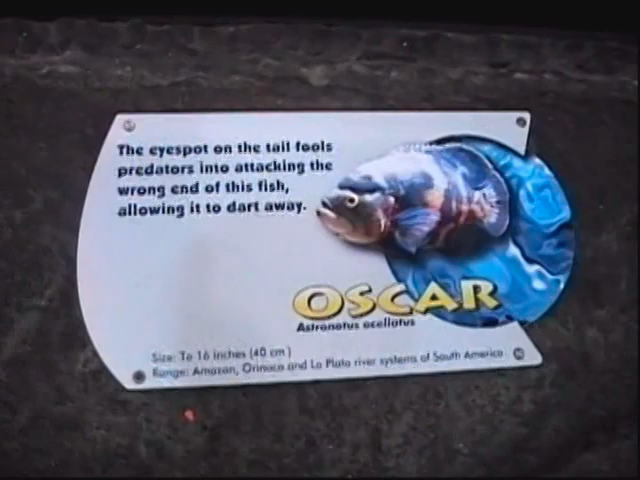 The eyespot on the tail fools
predators into attacking the
wrong end of this fish,
allowing it to dart away.
OSCAR
Astronotus ocellatus
Size: To 16 inches (40 cm)
Range: Amazon, Orinoco and La Plata river systems of South America